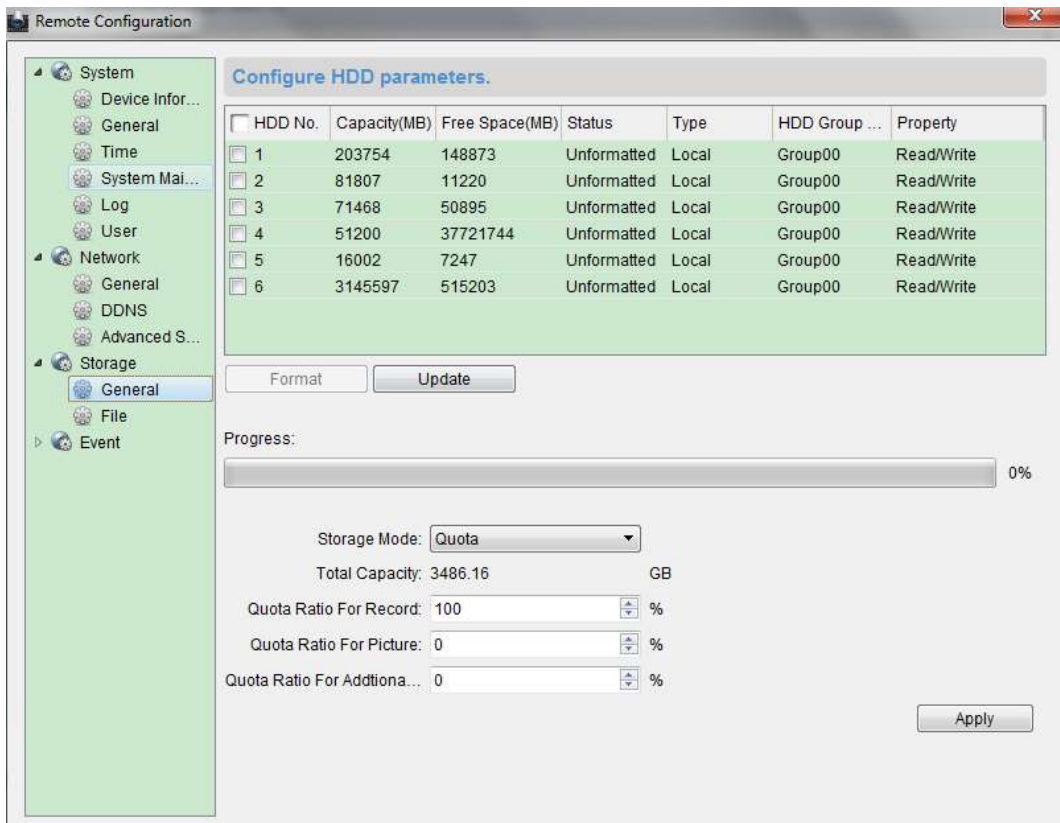 Remote Configuration
System
Device Infor...
General
Time
System Mai...
Log
User
Network
General
DDNS
Advanced S...
Storage
General
File
Event
Configure HDD parameters.
HDD No. Capacity(MB) Free Space(MB) Status Type HDD Group ... Property
1 203754 148873 Unformatted Local Group00 Read/Write
2 81807 11220 Unformatted Local Group00 Read/Write
3 71468 50895 Unformatted Local Group00 Read/Write
4 51200 37721744 Unformatted Local Group00 Read/Write
5 16002 7247 Unformatted Local Group00 Read/Write
6 3145597 515203 Unformatted Local Group00 Read/Write
Format Update
Progress:
0%
Storage Mode: Quota
Total Capacity: 3486.16 GB
Quota Ratio For Record: 100 %
Quota Ratio For Picture: 0 %
Quota Ratio For Addtiona... 0 %
Apply